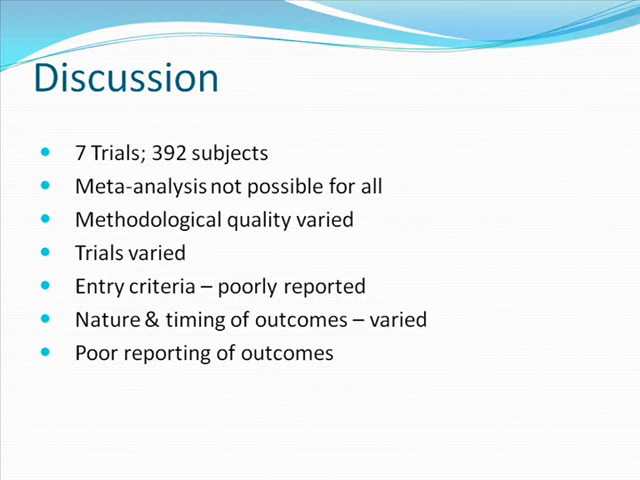 Discussion
7 Trials; 392 subjects
Meta-analysis not possible for all
Methodological quality varied
Trials varied
Entry criteria – poorly reported
Nature & timing of outcomes – varied
Poor reporting of outcomes